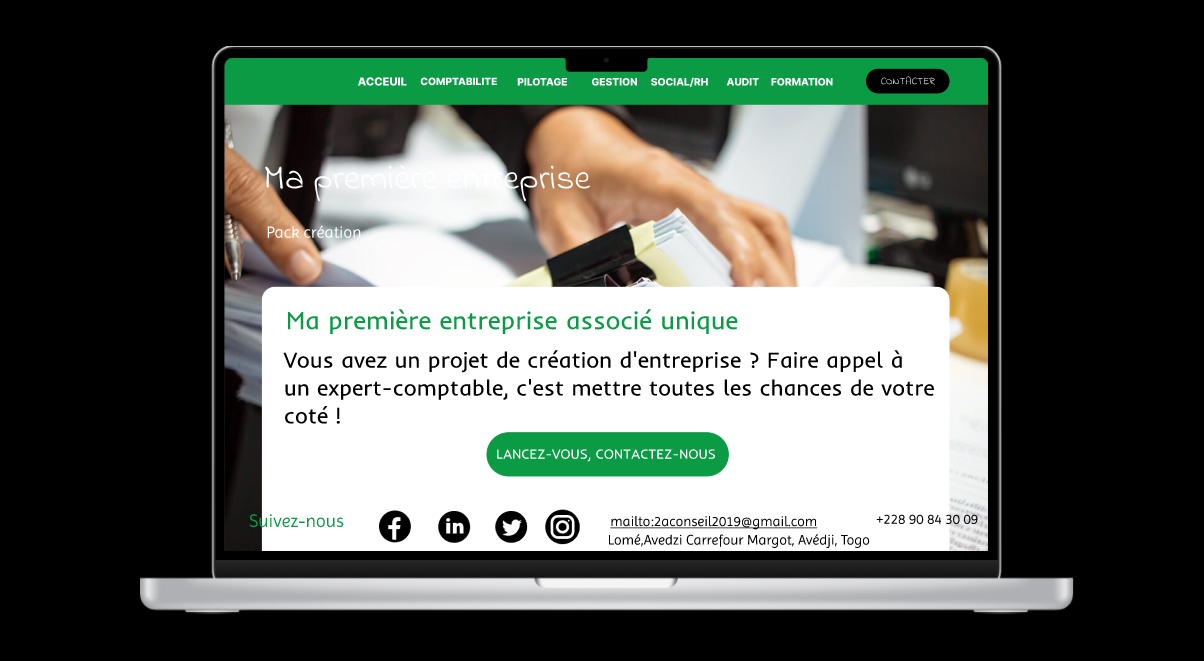 ACCEUIL COMPTABILITE PILOTAGE GESTION SOCIAL/RH AUDIT FORMATION CONTACTER
Ma première entreprise
Pack création
Ma première entreprise associé unique
Vous avez un projet de création d'entreprise ? Faire appel à
un expert-comptable, c'est mettre toutes les chances de votre
coté !
LANCEZ-VOUS, CONTACTEZ-NOUS
Suivez-nous
mailto:2aconseil2019@gmail.com
+228 90 84 30 09
Lomé,Avedzi Carrefour Margot, Avédji, Togo